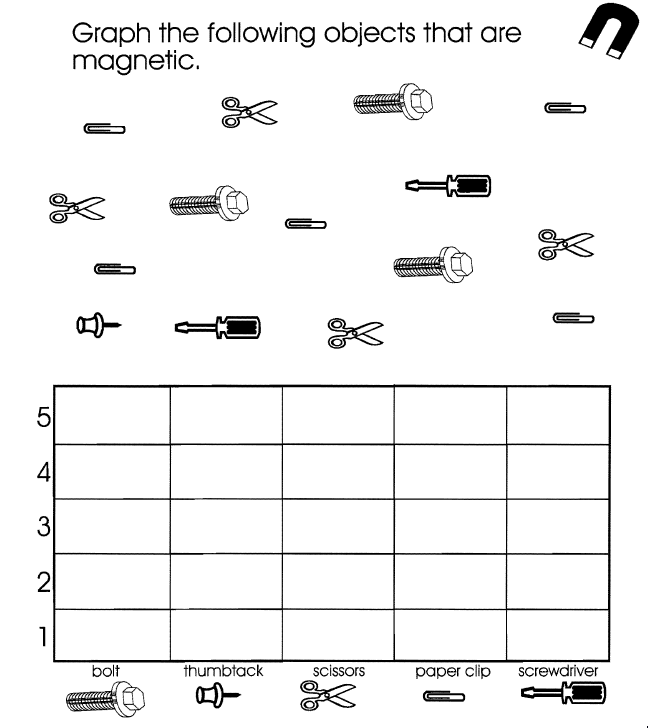 Graph the following objects that are
magnetic.
5
4
3
2
1
bolt thumbtack scissors paper clip screwdriver